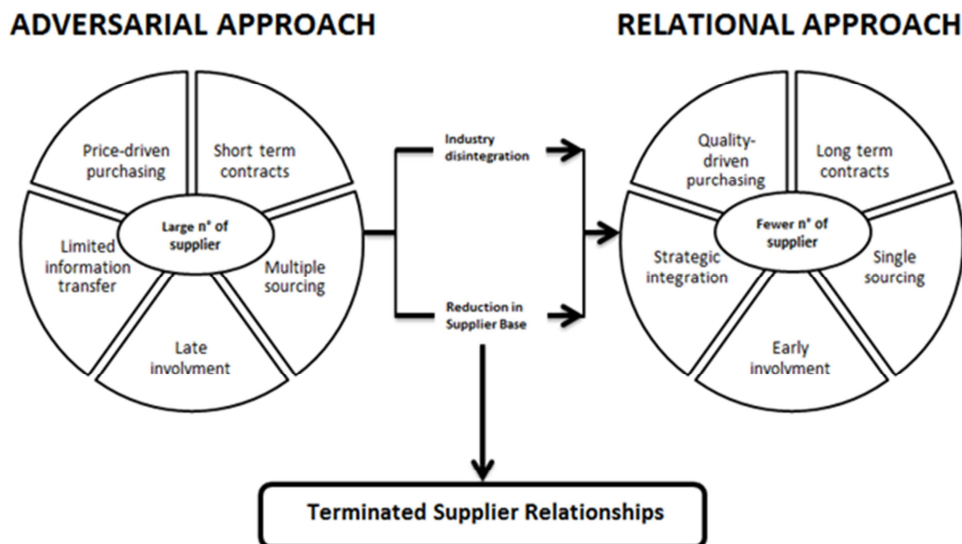 ADVERSARIAL APPROACH
RELATIONAL APPROACH
Price-driven
purchasing
Short term
contracts
Large n° of
supplier
Limited
information
transfer
Multiple
sourcing
Late
involvment
Industry
disintegration
Reduction in
Supplier Base
Quality-
driven
purchasing
Long term
contracts
Fewer n° of
supplier
Strategic
integration
Single
sourcing
Early
involvment
Terminated Supplier Relationships